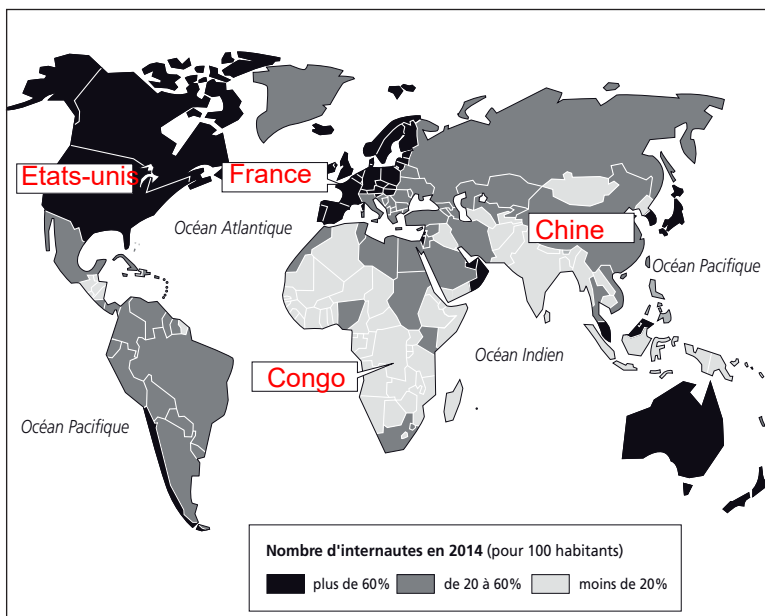 Etats-unis
France
Océan Atlantique
Chine
Océan Pacifique
Océan Indien
Congo
Océan Pacifique
Nombre d'internautes en 2014 (pour 100 habitants)
plus de 60% de 20 à 60% moins de 20%